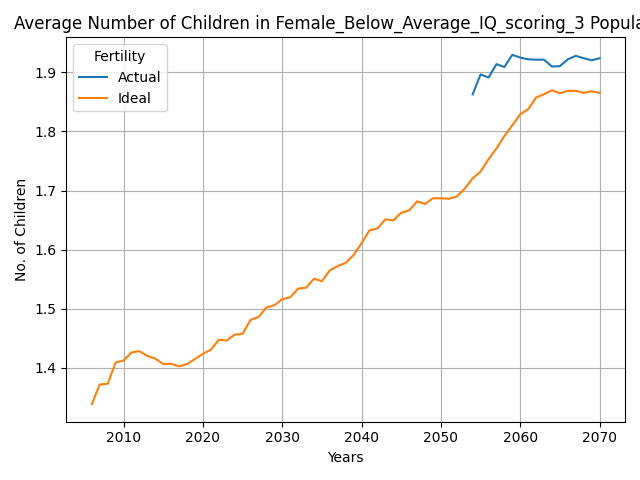 Average Number of Children in Female_Below_Average_IQ_scoring_3 Popula
Fertility
Actual
Ideal
No. of Children
1.9
1.8
1.7
1.6
1.5
1.4
2010 2020 2030 2040 2050 2060 2070
Years